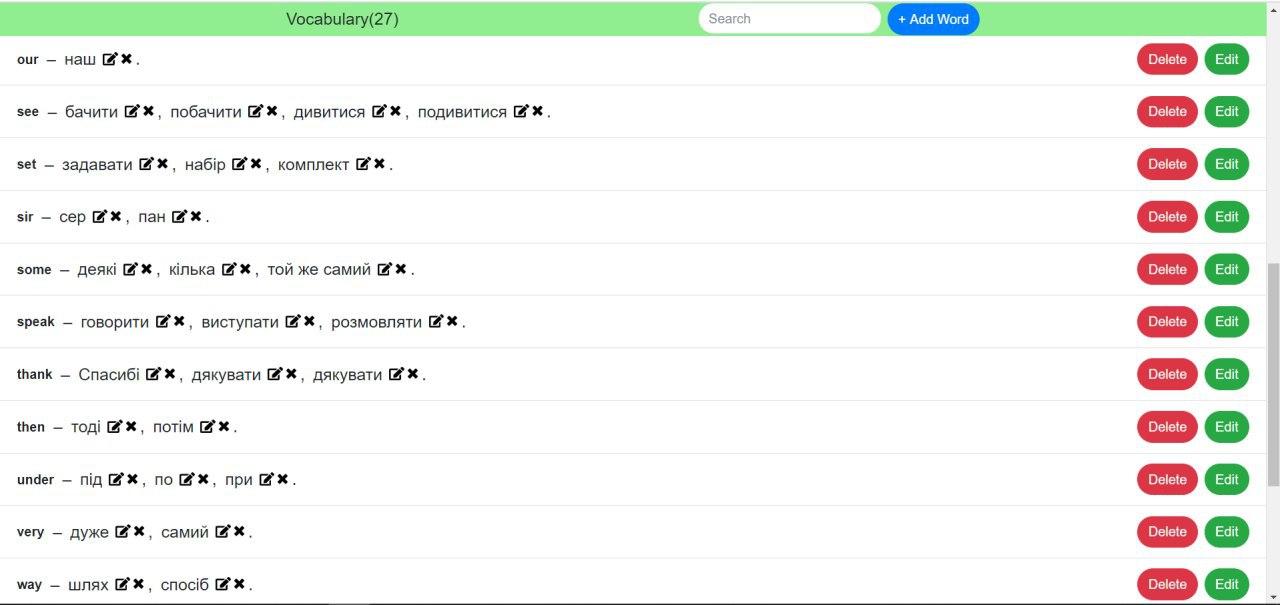 Vocabulary(27) Search + Add Word
our – наш . Delete Edit
see – бачити , побачити , дивитися , подивитися . Delete Edit
set – задавати , набір , комплект . Delete Edit
sir – сер , пан . Delete Edit
some – деякі , кілька , той же самий . Delete Edit
speak – говорити , виступати , розмовляти . Delete Edit
thank – Спасибі , дякувати , дякувати . Delete Edit
then – тоді , потім . Delete Edit
under – під , по , при . Delete Edit
very – дуже , самий . Delete Edit
way – шлях , спосіб . Delete Edit